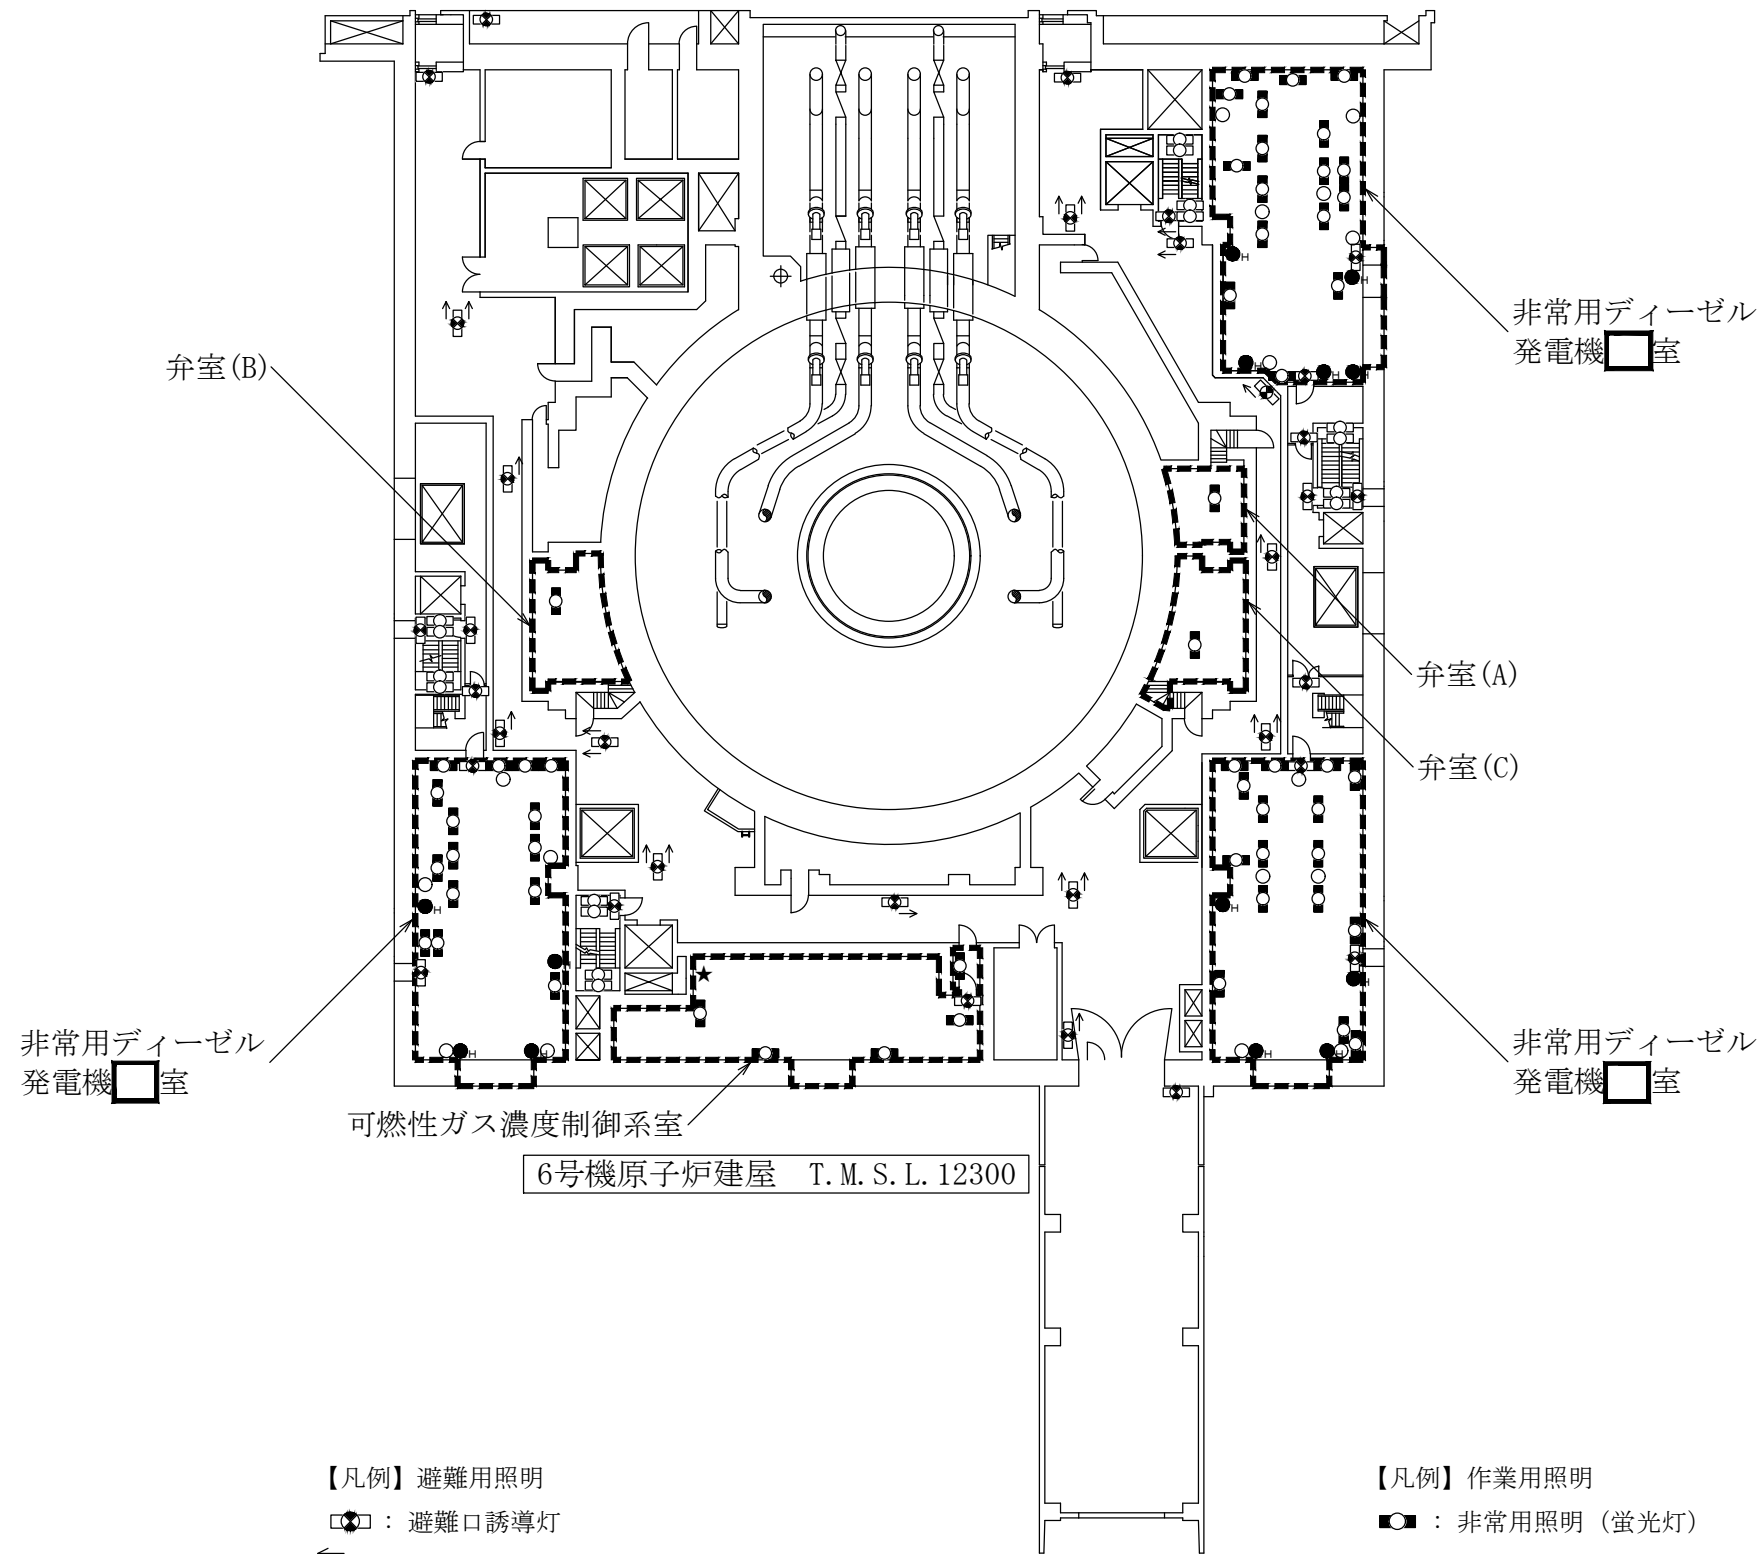 非常用ディーゼル
発電機 室
弁室(B)
弁室(A)
弁室(C)
非常用ディーゼル
発電機 室
非常用ディーゼル
発電機 室
可燃性ガス濃度制御系室
6号機原子炉建屋 T.M.S.L.12300
【凡例】避難用照明
：避難口誘導灯
【凡例】作業用照明
：非常用照明（蛍光灯）
H
H
H
H
H
H
H
H
H
H
H
H
H